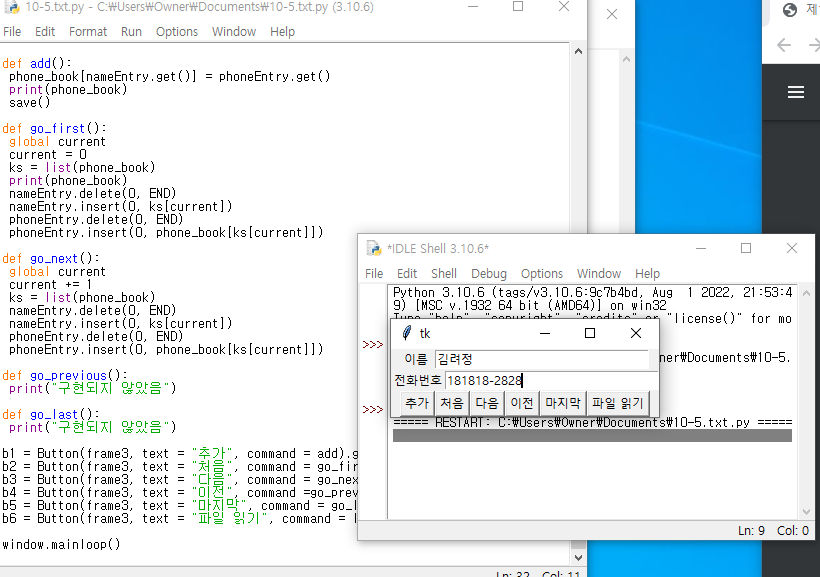 10-5.txt.py - C:₩Users₩Owner₩Documents₩10-5.txt.py (3.10.6)
File Edit Format Run Options Window Help
def add():
phone_book[nameEntry.get()] = phoneEntry.get()
print(phone_book)
save()
def go_first():
global current
current = 0
ks = list(phone_book)
print(phone_book)
nameEntry.delete(0, END)
nameEntry.insert(0, ks[current])
phoneEntry.delete(0, END)
phoneEntry.insert(0, phone_book[ks[current]])
def go_next():
global current
current += 1
ks = list(phone_book)
nameEntry.delete(0, END)
nameEntry.insert(0, ks[current])
phoneEntry.delete(0, END)
phoneEntry.insert(0, phone_book[ks[current]])
def go_previous():
print("구현되지 않았음")
def go_last():
print("구현되지 않았음")
b1 = Button(frame3, text = "추가", command = add).g
b2 = Button(frame3, text = "처음", command = go_fir
b3 = Button(frame3, text = "다음", command = go_nex
b4 = Button(frame3, text = "이전", command =go_prev
b5 = Button(frame3, text = "마지막", command = go_l
b6 = Button(frame3, text = "파일 읽기", command =
window.mainloop()
Ln: 32 Col: 11
*IDLE Shell 3.10.6*
File Edit Shell Debug Options Window Help
Python 3.10.6 (tags/v3.10.6:9c7b4bd, Aug 1 2022, 21:53:4
9) [MSC v.1932 64 bit (AMD64)] on win32
Type "help", "copyright", "credits" or "license()" for mo
>>>
ner₩Documents₩10-5.
>>>
===== RESTART: C:₩Users₩Owner₩Documents₩10-5.txt.py =====
Ln: 9 Col: 0
tk
이름 김려정
전화번호 181818-2828
추가 처음 다음 이전 마지막 파일 읽기